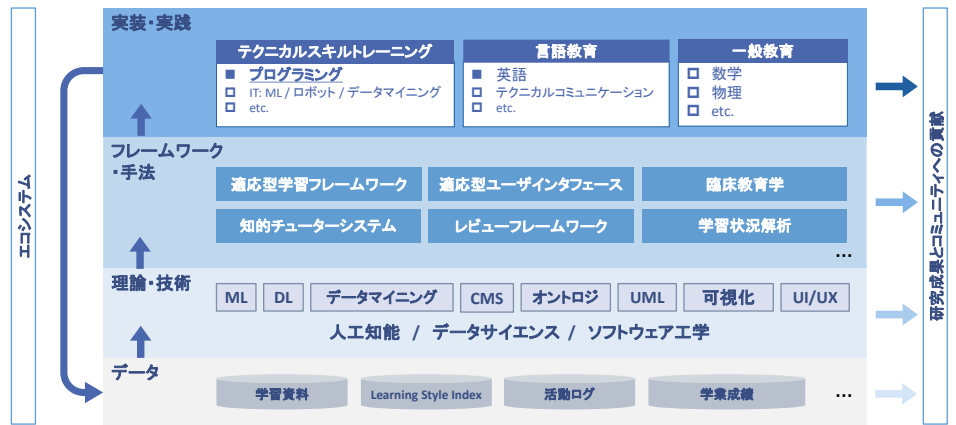 エコシステム
実装・実践
テクニカルスキルトレーニング
プログラミング
IT: ML / ロボット / データマイニング
etc.
言語教育
英語
テクニカルコミュニケーション
etc.
一般教育
数学
物理
etc.
フレームワーク
・手法
適応型学習フレームワーク
適応型ユーザインタフェース
臨床教育学
知的チューターシステム
レビューフレームワーク
学習状況解析
...
理論・技術
ML
DL
データマイニング
CMS
オントロジ
UML
可視化
UI/UX
人工知能 / データサイエンス / ソフトウェア工学
データ
学習資料
Learning Style Index
活動ログ
学業成績
...
研究成果とコミュニティへの貢献